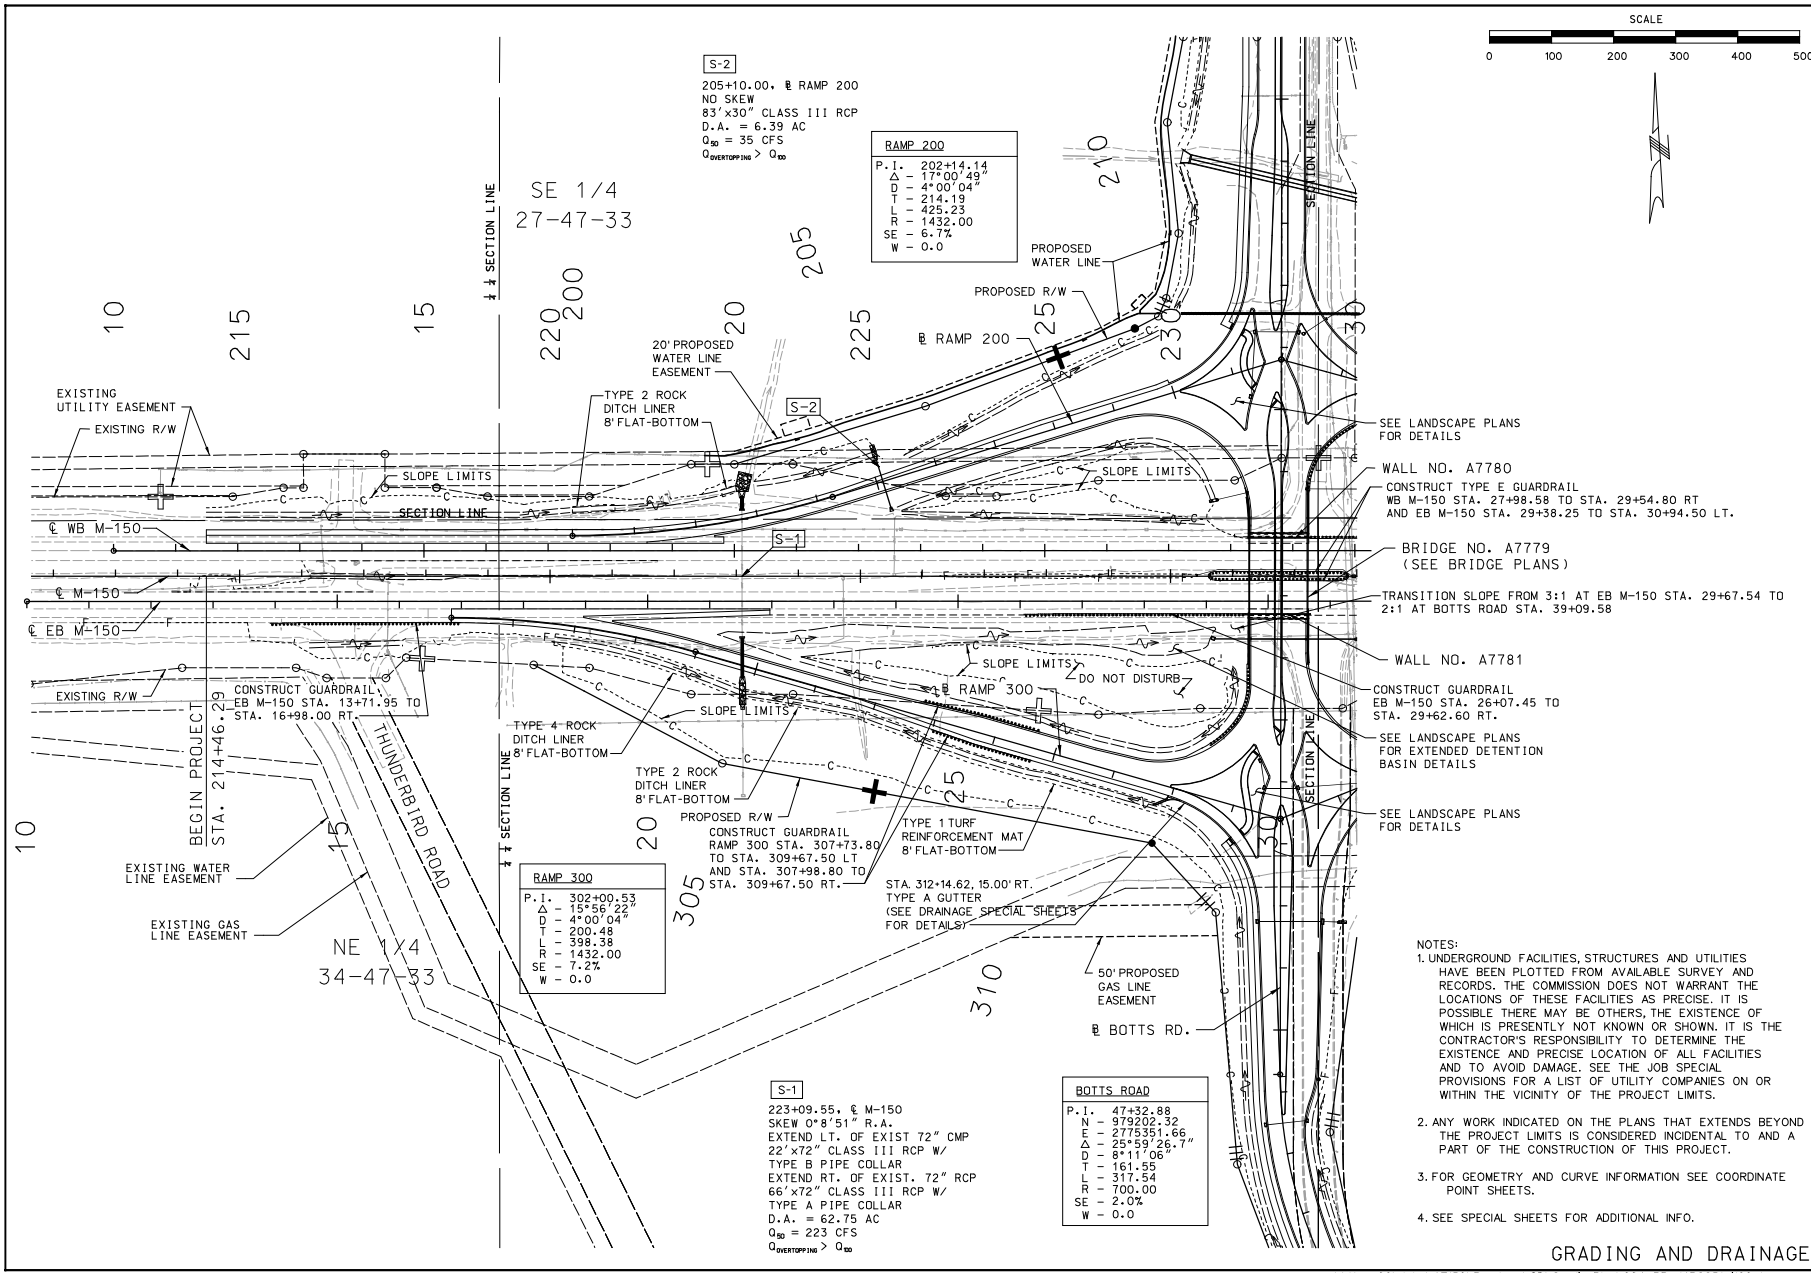 SCALE
0 100 200 300 400 500
S-2
205+10.00, ⅊ RAMP 200
NO SKEW
83'x30" CLASS III RCP
D.A. = 6.39 AC
Q50 = 35 CFS
QOVERTOPPING > Q100
RAMP 200
P.I. 202+14.14
Δ - 17°00'49"
D - 4°00'04"
T - 214.19
L - 425.23
R - 1432.00
SE - 6.7%
W - 0.0
SE 1/4
27-47-33
SECTION LINE
SECTION LINE
210
205
200
10
215
15
220
20
225
25
230
30
PROPOSED
WATER LINE
PROPOSED R/W
⅊ RAMP 200
20' PROPOSED
WATER LINE
EASEMENT
TYPE 2 ROCK
DITCH LINER
8' FLAT-BOTTOM
S-2
EXISTING
UTILITY EASEMENT
EXISTING R/W
SLOPE LIMITS
SLOPE LIMITS
SECTION LINE
SEE LANDSCAPE PLANS
FOR DETAILS
WALL NO. A7780
CONSTRUCT TYPE E GUARDRAIL
WB M-150 STA. 27+98.58 TO STA. 29+54.80 RT
AND EB M-150 STA. 29+38.25 TO STA. 30+94.50 LT.
℄ WB M-150
S-1
BRIDGE NO. A7779
(SEE BRIDGE PLANS)
℄ M-150
TRANSITION SLOPE FROM 3:1 AT EB M-150 STA. 29+67.54 TO
2:1 AT BOTTS ROAD STA. 39+09.58
℄ EB M-150
WALL NO. A7781
SLOPE LIMITS
DO NOT DISTURB
EXISTING R/W
CONSTRUCT GUARDRAIL
EB M-150 STA. 13+71.95 TO
STA. 16+98.00 RT.
⅊ RAMP 300
CONSTRUCT GUARDRAIL
EB M-150 STA. 26+07.45 TO
STA. 29+62.60 RT.
SLOPE LIMITS
BEGIN PROJECT
STA. 214+46.29
THUNDERBIRD ROAD
SECTION LINE
TYPE 4 ROCK
DITCH LINER
8' FLAT-BOTTOM
SEE LANDSCAPE PLANS
FOR EXTENDED DETENTION
BASIN DETAILS
SECTION LINE
TYPE 2 ROCK
DITCH LINER
8' FLAT-BOTTOM
PROPOSED R/W
CONSTRUCT GUARDRAIL
RAMP 300 STA. 307+73.80
TO STA. 309+67.50 LT
AND STA. 307+98.80 TO
STA. 309+67.50 RT.
TYPE 1 TURF
REINFORCEMENT MAT
8' FLAT-BOTTOM
SEE LANDSCAPE PLANS
FOR DETAILS
10
15
20
25
30
EXISTING WATER
LINE EASEMENT
EXISTING GAS
LINE EASEMENT
NE 1/4
34-47-33
RAMP 300
P.I. 302+00.53
Δ - 15°56'22"
D - 4°00'04"
T - 200.48
L - 398.38
R - 1432.00
SE - 7.2%
W - 0.0
305
310
STA. 312+14.62, 15.00' RT.
TYPE A GUTTER
(SEE DRAINAGE SPECIAL SHEETS
FOR DETAILS)
50' PROPOSED
GAS LINE
EASEMENT
⅊ BOTTS RD.
S-1
223+09.55, ℄ M-150
SKEW 0°8'51" R.A.
EXTEND LT. OF EXIST 72" CMP
22'x72" CLASS III RCP W/
TYPE B PIPE COLLAR
EXTEND RT. OF EXIST. 72" RCP
66'x72" CLASS III RCP W/
TYPE A PIPE COLLAR
D.A. = 62.75 AC
Q50 = 223 CFS
QOVERTOPPING > Q100
BOTTS ROAD
P.I. 47+32.88
N - 979202.32
E - 2775351.66
Δ - 25°59'26.7"
D - 8°11'06"
T - 161.55
L - 317.54
R - 700.00
SE - 2.0%
W - 0.0
NOTES:
1. UNDERGROUND FACILITIES, STRUCTURES AND UTILITIES
HAVE BEEN PLOTTED FROM AVAILABLE SURVEY AND
RECORDS. THE COMMISSION DOES NOT WARRANT THE
LOCATIONS OF THESE FACILITIES AS PRECISE. IT IS
POSSIBLE THERE MAY BE OTHERS, THE EXISTENCE OF
WHICH IS PRESENTLY NOT KNOWN OR SHOWN. IT IS THE
CONTRACTOR'S RESPONSIBILITY TO DETERMINE THE
EXISTENCE AND PRECISE LOCATION OF ALL FACILITIES
AND TO AVOID DAMAGE. SEE THE JOB SPECIAL
PROVISIONS FOR A LIST OF UTILITY COMPANIES ON OR
WITHIN THE VICINITY OF THE PROJECT LIMITS.
2. ANY WORK INDICATED ON THE PLANS THAT EXTENDS BEYOND
THE PROJECT LIMITS IS CONSIDERED INCIDENTAL TO AND A
PART OF THE CONSTRUCTION OF THIS PROJECT.
3. FOR GEOMETRY AND CURVE INFORMATION SEE COORDINATE
POINT SHEETS.
4. SEE SPECIAL SHEETS FOR ADDITIONAL INFO.
GRADING AND DRAINAGE